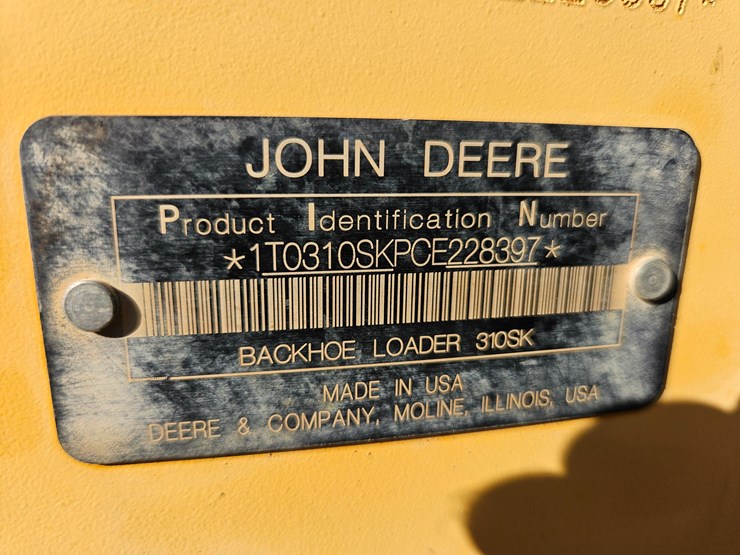 JOHN DEERE
Product Identification Number
*1T0310SKPCE228397*
BACKHOE LOADER 310SK
MADE IN USA
DEERE & COMPANY, MOLINE, ILLINOIS, USA